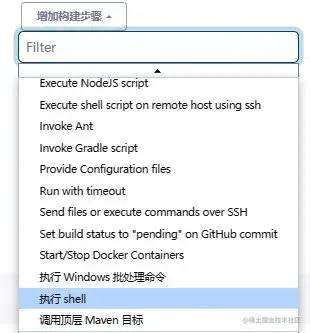 增加构建步骤
Filter
Execute NodeJS script
Execute shell script on remote host using ssh
Invoke Ant
Invoke Gradle script
Provide Configuration files
Run with timeout
Send files or execute commands over SSH
Set build status to "pending" on GitHub commit
Start/Stop Docker Containers
执行 Windows 批处理命令
执行 shell
调用顶层 Maven 目标
@稀土掘金技术社区